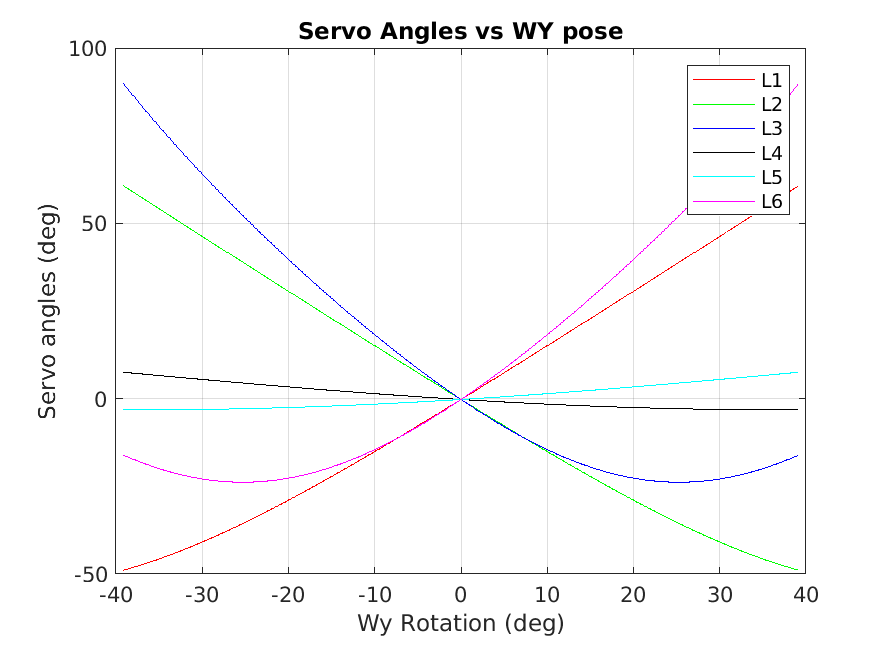 Servo Angles vs WY pose
100
50
0
-50
Servo angles (deg)
L1
L2
L3
L4
L5
L6
-40
-30
-20
-10
0
10
20
30
40
Wy Rotation (deg)